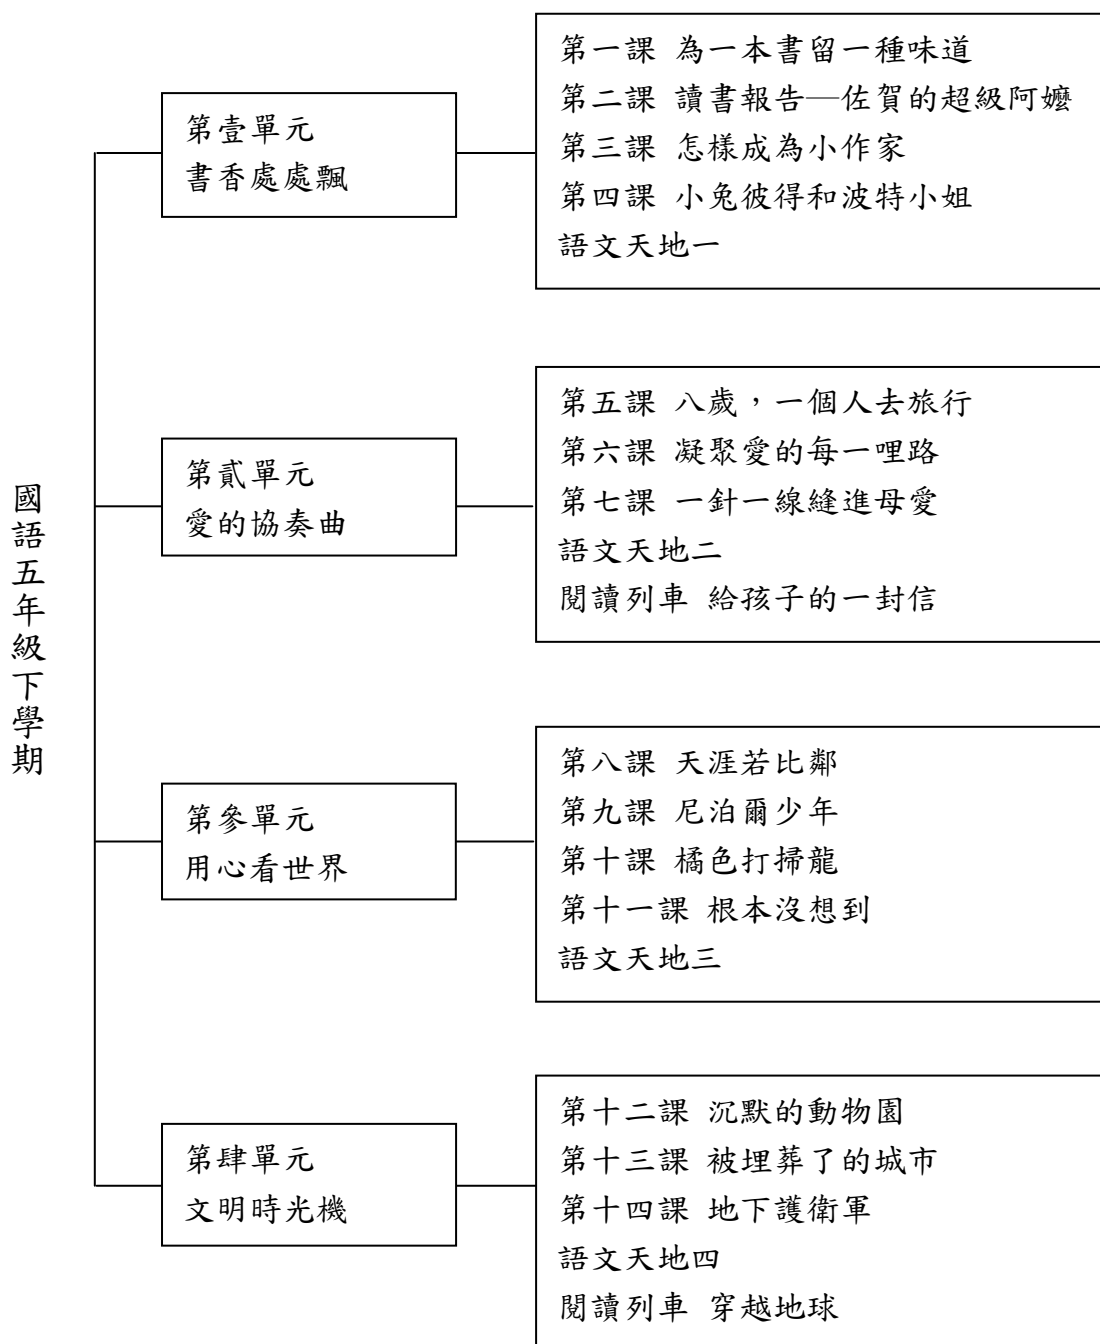 國語五年級下學期
第壹單元
書香處處飄
第一課 為一本書留一種味道
第二課 讀書報告—佐賀的超級阿嬤
第三課 怎樣成為小作家
第四課 小兔彼得和波特小姐
語文天地一
第貳單元
愛的協奏曲
第五課 八歲，一個人去旅行
第六課 凝聚愛的每一哩路
第七課 一針一線縫進母愛
語文天地二
閱讀列車 給孩子的一封信
第參單元
用心看世界
第八課 天涯若比鄰
第九課 尼泊爾少年
第十課 橘色打掃龍
第十一課 根本沒想到
語文天地三
第肆單元
文明時光機
第十二課 沉默的動物園
第十三課 被埋葬了的城市
第十四課 地下護衛軍
語文天地四
閱讀列車 穿越地球